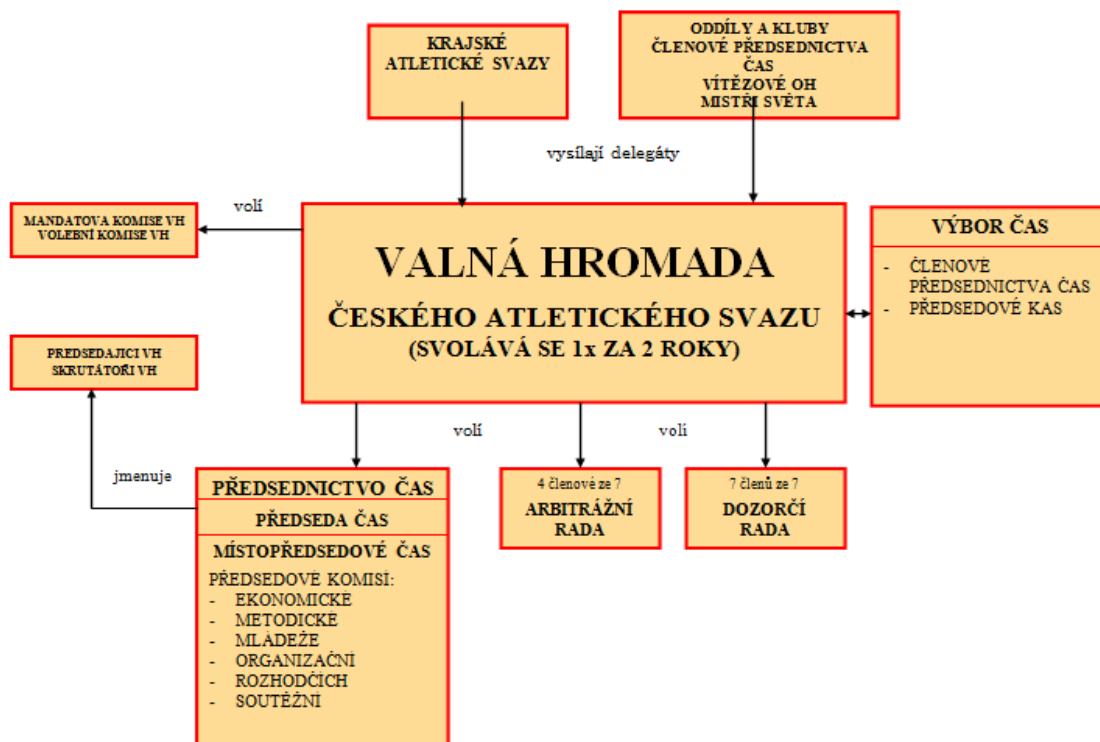 KRAJSKÉ
ATLETICKÉ SVAZY
ODDÍLY A KLUBY
ČLENOVÉ PŘEDSEDNICTVA
ČAS
VÍTĚZOVÉ OH
MISTŘI SVĚTA
vysílají delegáty
volí
MANDATOVA KOMISE VH
VOLEBNÍ KOMISE VH
VALNÁ HROMADA
ČESKÉHO ATLETICKÉHO SVAZU
(SVOLÁVÁ SE 1x ZA 2 ROKY)
VÝBOR ČAS
- ČLENOVÉ
PŘEDSEDNICTVA ČAS
- PŘEDSEDOVÉ KAS
PREDSEDAJICI VH
SKRUTÁTOŘI VH
jmenuje
volí
volí
PŘEDSEDNICTVO ČAS
PŘEDSEDA ČAS
MÍSTOPŘEDSEDOVÉ ČAS
PŘEDSEDOVÉ KOMISÍ:
- EKONOMICKÉ
- METODICKÉ
- MLÁDEŽE
- ORGANIZAČNÍ
- ROZHODČÍCH
- SOUTĚŽNÍ
4 členové ze 7
ARBITRÁŽNÍ
RADA
7 členů ze 7
DOZORČÍ
RADA